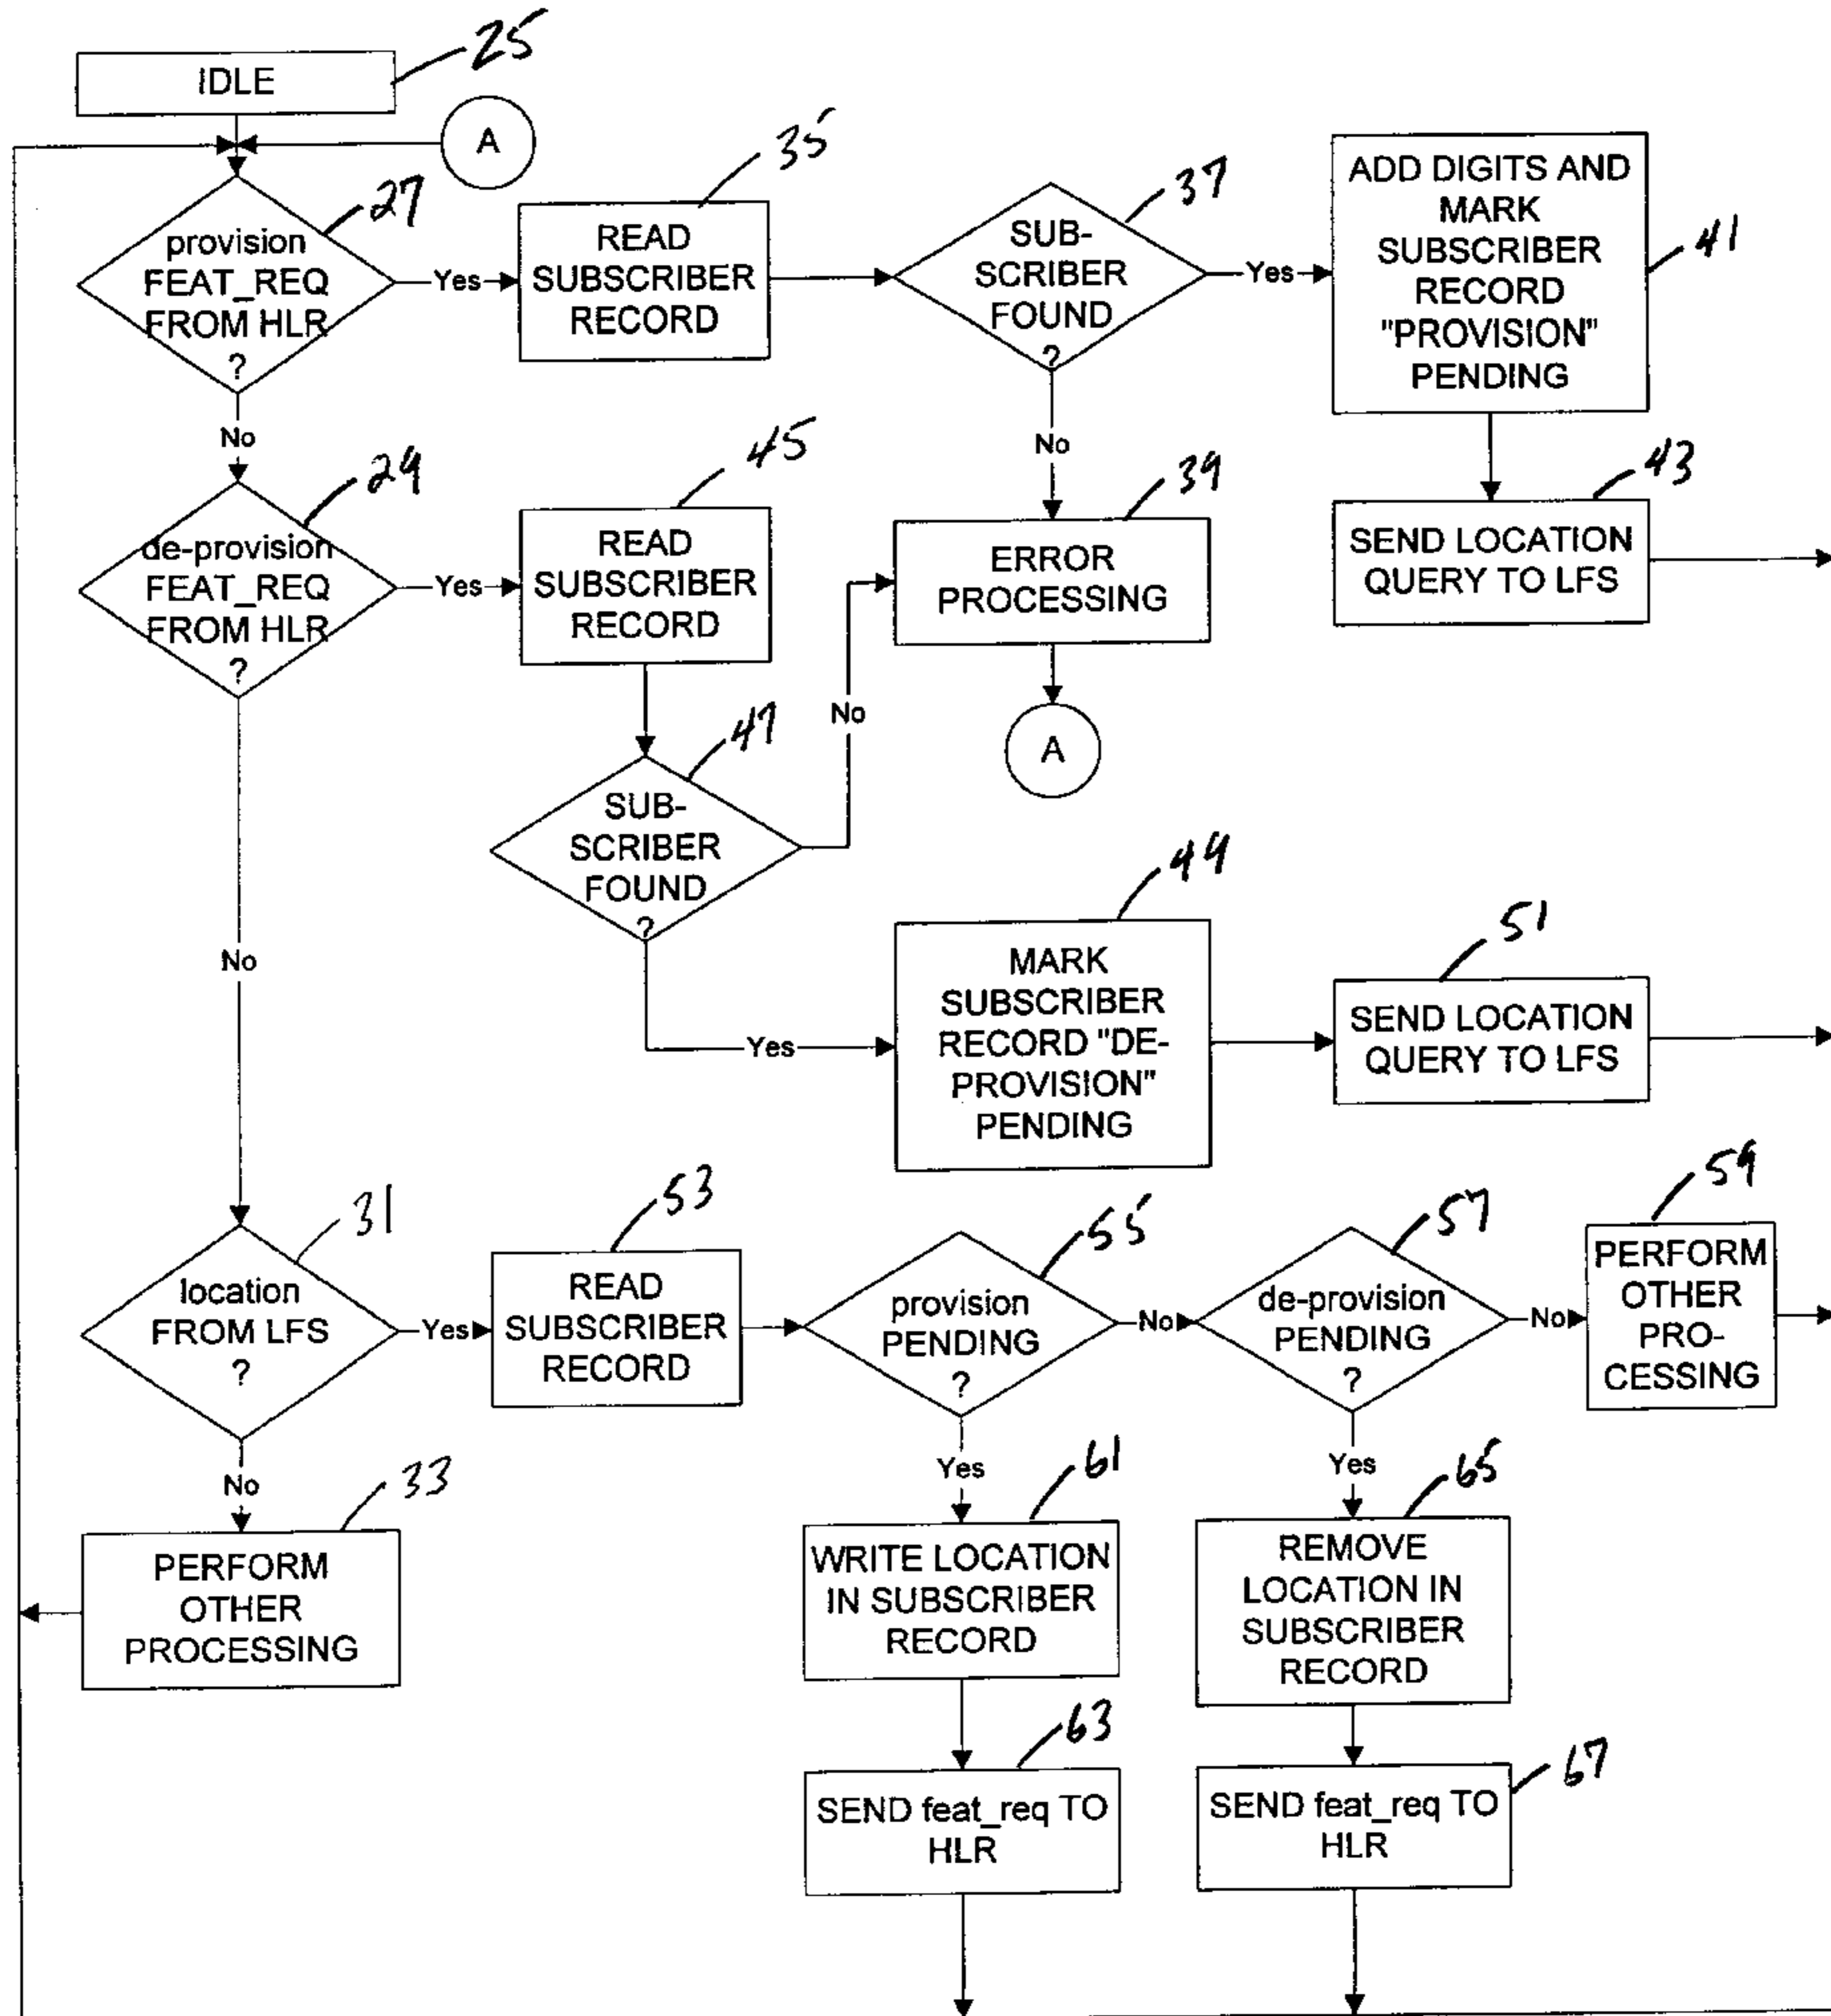 IDLE
25
A
provision
FEAT_REQ
FROM HLR
?
27
Yes
READ
SUBSCRIBER
RECORD
35
SUB-
SCRIBER
FOUND
?
37
Yes
ADD DIGITS AND
MARK
SUBSCRIBER
RECORD
"PROVISION"
PENDING
41
No
No
SEND LOCATION
QUERY TO LFS
43
de-provision
FEAT_REQ
FROM HLR
?
29
Yes
READ
SUBSCRIBER
RECORD
45
ERROR
PROCESSING
39
No
A
SUB-
SCRIBER
FOUND
?
47
Yes
MARK
SUBSCRIBER
RECORD "DE-
PROVISION"
PENDING
49
SEND LOCATION
QUERY TO LFS
51
No
location
FROM LFS
?
31
Yes
READ
SUBSCRIBER
RECORD
53
provision
PENDING
?
55
No
de-provision
PENDING
?
57
No
PERFORM
OTHER
PRO-
CESSING
59
No
PERFORM
OTHER
PROCESSING
33
Yes
WRITE LOCATION
IN SUBSCRIBER
RECORD
61
Yes
REMOVE
LOCATION IN
SUBSCRIBER
RECORD
65
SEND feat_req TO
HLR
63
SEND feat_req TO
HLR
67